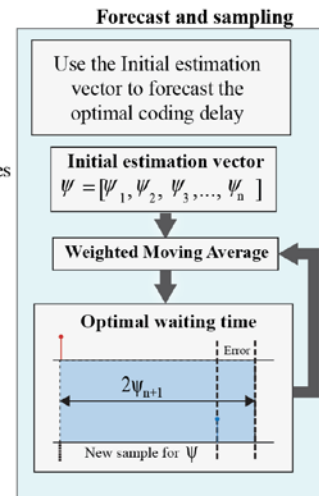 Forecast and sampling
Use the Initial estimation
vector to forecast the
optimal coding delay
es
Initial estimation vector
ψ = [ψ₁, ψ₂, ψ₃,..., ψₙ ]
Weighted Moving Average
Optimal waiting time
Error
2ψₙ₊₁
New sample for ψ